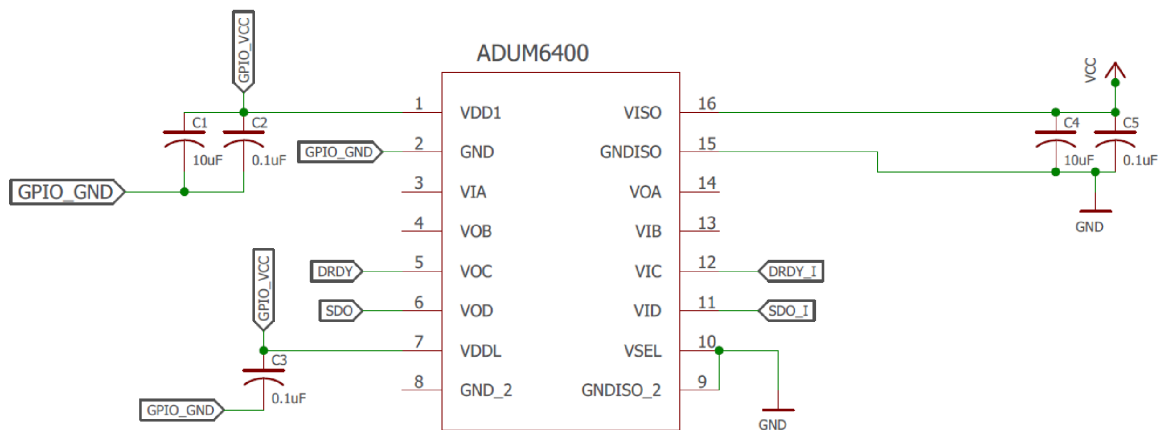 ADUM6400
GPIO_VCC
C1
10uF
C2
0.1uF
GPIO_GND
GPIO_GND
1
VDD1
2
GND
3
VIA
4
VOB
DRDY
5
VOC
SDO
6
VOD
GPIO_VCC
7
VDDL
8
GND_2
C3
0.1uF
GPIO_GND
VISO
16
GNDISO
15
VOA
14
VIB
13
VIC
12
DRDY_I
VID
11
SDO_I
VSEL
10
GNDISO_2
9
GND
VCC
C4
10uF
C5
0.1uF
GND